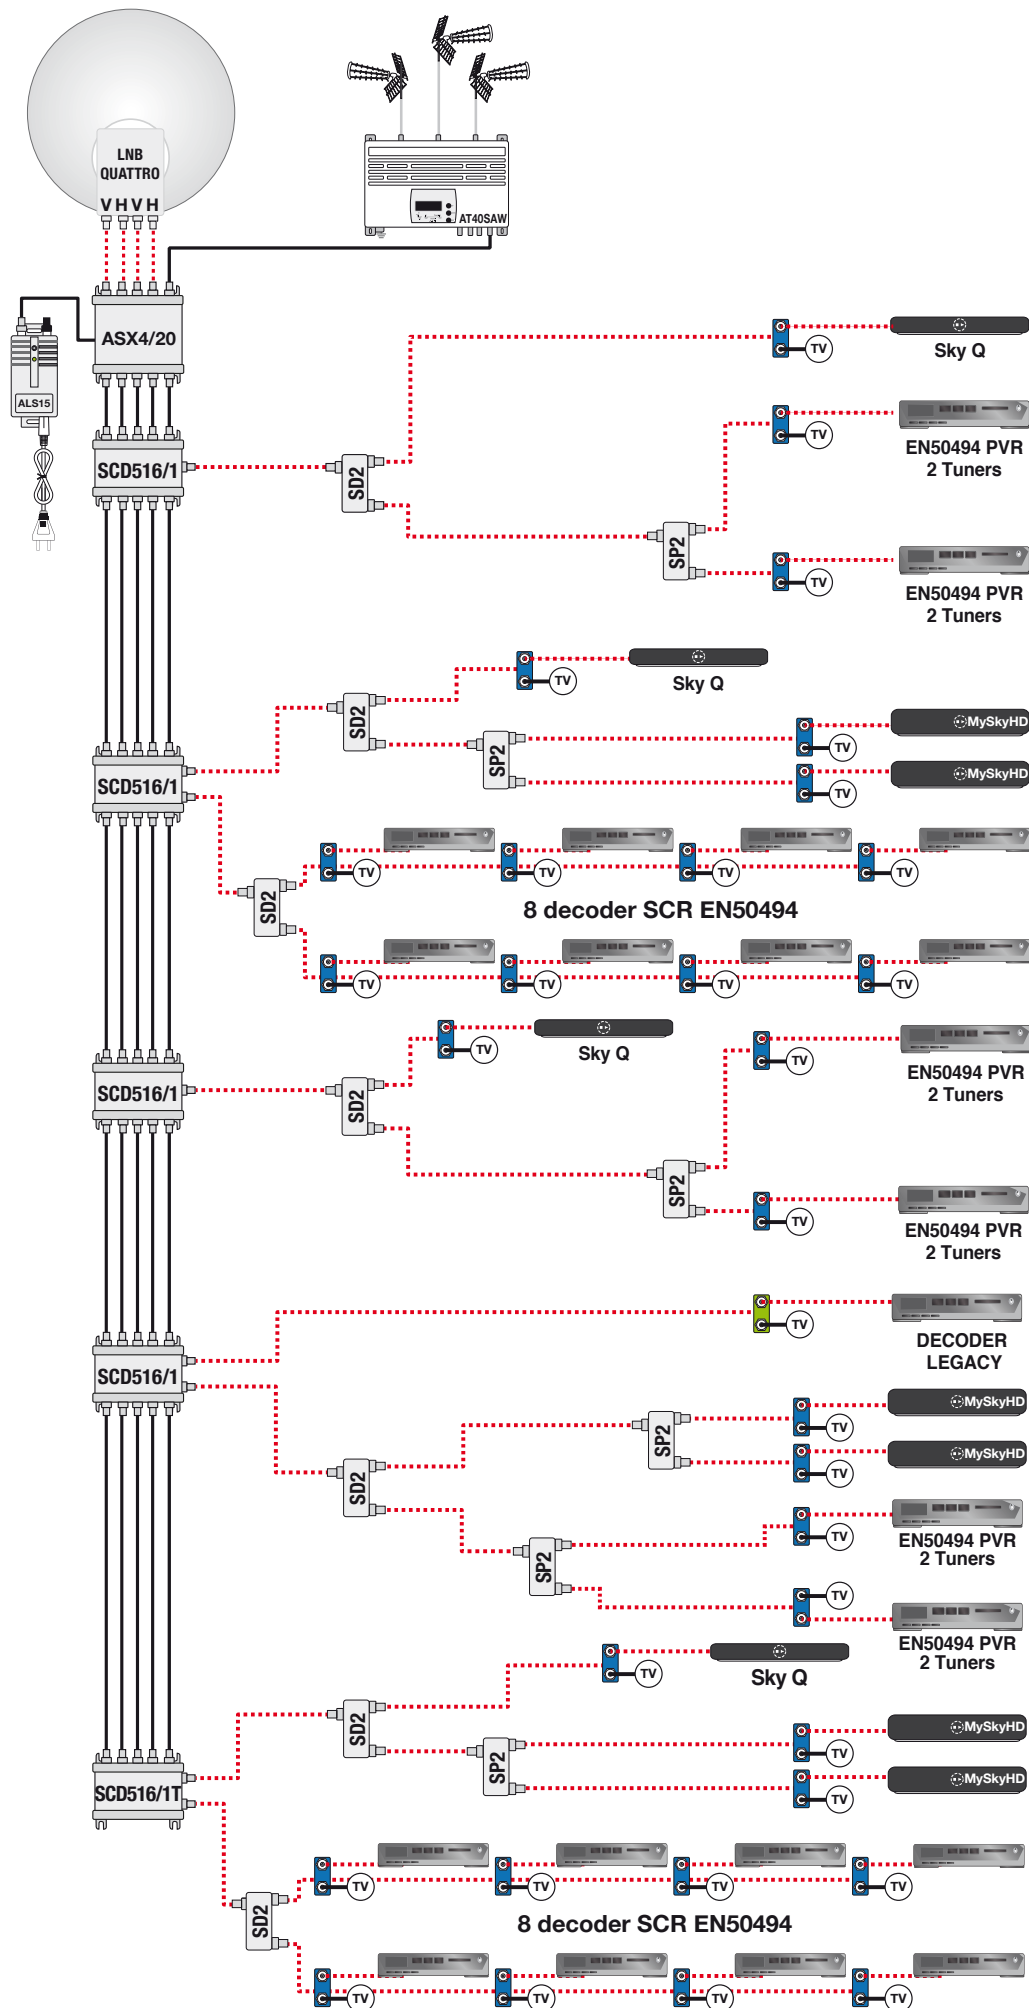 LNB
QUATTRO
V H V H
AT40SAW
ASX4/20
ALS15
TV
Sky Q
SCD516/1
SD2
TV
EN50494 PVR
2 Tuners
SP2
TV
EN50494 PVR
2 Tuners
TV
Sky Q
SD2
SP2
MySkyHD
TV
MySkyHD
TV
SCD516/1
TV
TV
TV
TV
SD2
8 decoder SCR EN50494
TV
TV
TV
TV
TV
Sky Q
TV
EN50494 PVR
2 Tuners
SCD516/1
SD2
SP2
TV
EN50494 PVR
2 Tuners
TV
DECODER
LEGACY
SCD516/1
MySkyHD
TV
SP2
MySkyHD
TV
SD2
TV
EN50494 PVR
2 Tuners
SP2
TV
EN50494 PVR
2 Tuners
TV
Sky Q
SD2
SP2
MySkyHD
TV
MySkyHD
TV
SCD516/1T
TV
TV
TV
TV
SD2
8 decoder SCR EN50494
TV
TV
TV
TV